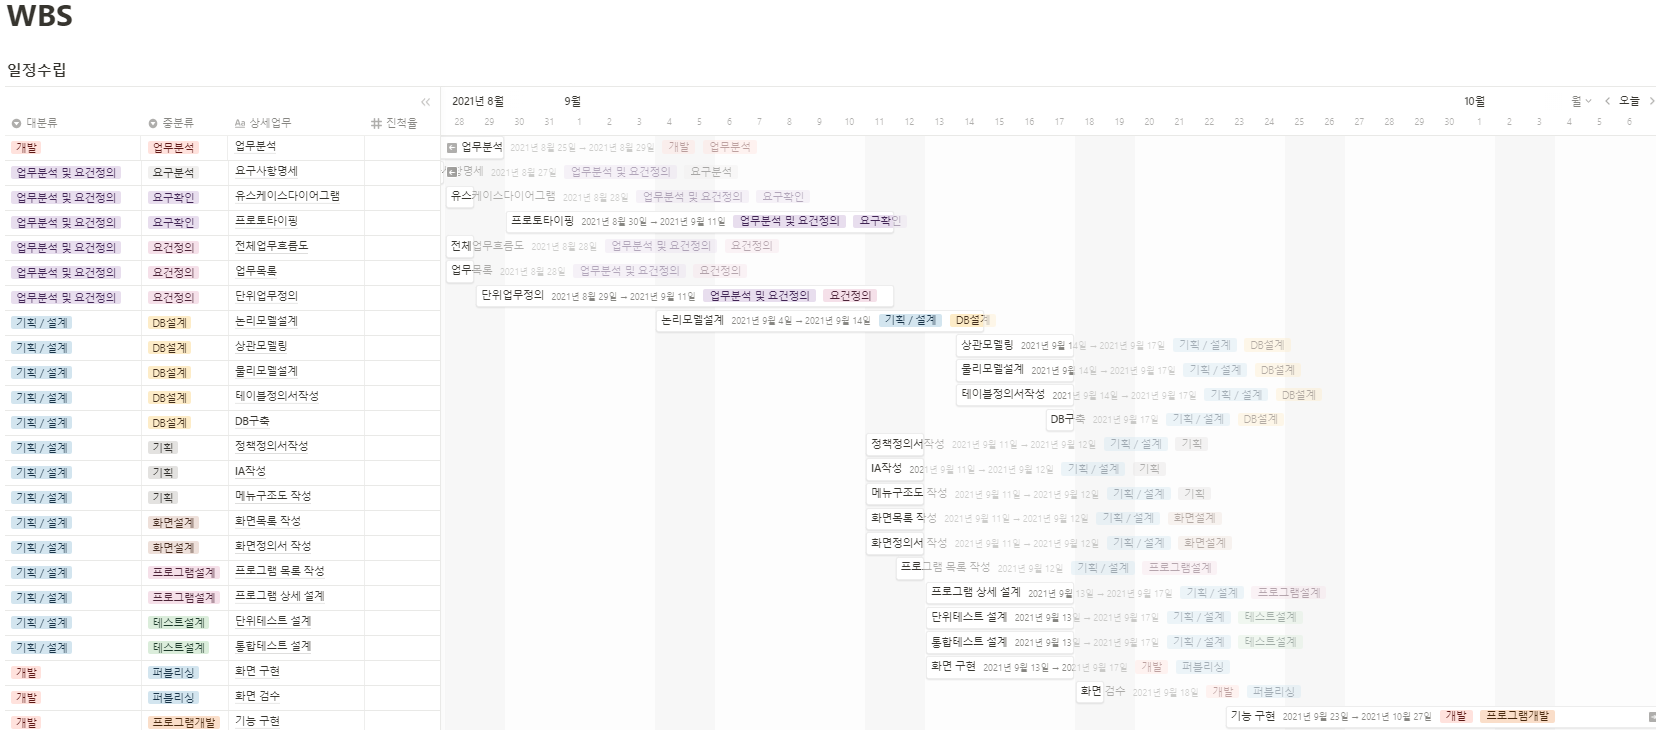 WBS
일정수립
2021년 8월 9월 10월 월 오늘
대분류 중분류 Aa 상세업무 # 진척율 28 29 30 31 1 2 3 4 5 6 7 8 9 10 11 12 13 14 15 16 17 18 19 20 21 22 23 24 25 26 27 28 29 30 1 2 3 4 5 6
개발 업무분석 업무분석 업무분석 2021년 8월 25일 → 2021년 8월 29일 개발 업무분석
업무분석 및 요건정의 요구분석 요구사항명세 항명세 2021년 8월 27일 업무분석 및 요건정의 요구분석
업무분석 및 요건정의 요구확인 유스케이스다이어그램 유스케이스다이어그램 2021년 8월 28일 업무분석 및 요건정의 요구확인
업무분석 및 요건정의 요구확인 프로토타이핑 프로토타이핑 2021년 8월 30일 → 2021년 9월 11일 업무분석 및 요건정의 요구확인
업무분석 및 요건정의 요건정의 전체업무흐름도 전체업무흐름도 2021년 8월 28일 업무분석 및 요건정의 요건정의
업무분석 및 요건정의 요건정의 업무목록 업무목록 2021년 8월 28일 업무분석 및 요건정의 요건정의
업무분석 및 요건정의 요건정의 단위업무정의 단위업무정의 2021년 8월 29일 → 2021년 9월 11일 업무분석 및 요건정의 요건정의
기획 / 설계 DB설계 논리모델설계 논리모델설계 2021년 9월 4일 → 2021년 9월 14일 기획 / 설계 DB설계
기획 / 설계 DB설계 상관모델링 상관모델링 2021년 9월 14일 → 2021년 9월 17일 기획 / 설계 DB설계
기획 / 설계 DB설계 물리모델설계 물리모델설계 2021년 9월 14일 → 2021년 9월 17일 기획 / 설계 DB설계
기획 / 설계 DB설계 테이블정의서작성 테이블정의서작성 2021년 9월 14일 → 2021년 9월 17일 기획 / 설계 DB설계
기획 / 설계 DB설계 DB구축 DB구축 2021년 9월 17일 기획 / 설계 DB설계
기획 / 설계 기획 정책정의서작성 정책정의서작성 2021년 9월 11일 → 2021년 9월 12일 기획 / 설계 기획
기획 / 설계 기획 IA작성 IA작성 2021년 9월 11일 → 2021년 9월 12일 기획 / 설계 기획
기획 / 설계 기획 메뉴구조도 작성 메뉴구조도 작성 2021년 9월 11일 → 2021년 9월 12일 기획 / 설계 기획
기획 / 설계 화면설계 화면목록 작성 화면목록 작성 2021년 9월 11일 → 2021년 9월 12일 기획 / 설계 화면설계
기획 / 설계 화면설계 화면정의서 작성 화면정의서 작성 2021년 9월 11일 → 2021년 9월 12일 기획 / 설계 화면설계
기획 / 설계 프로그램설계 프로그램 목록 작성 프로그램 목록 작성 2021년 9월 12일 기획 / 설계 프로그램설계
기획 / 설계 프로그램설계 프로그램 상세 설계 프로그램 상세 설계 2021년 9월 13일 → 2021년 9월 17일 기획 / 설계 프로그램설계
기획 / 설계 테스트설계 단위테스트 설계 단위테스트 설계 2021년 9월 13일 → 2021년 9월 17일 기획 / 설계 테스트설계
기획 / 설계 테스트설계 통합테스트 설계 통합테스트 설계 2021년 9월 13일 → 2021년 9월 17일 기획 / 설계 테스트설계
개발 퍼블리싱 화면 구현 화면 구현 2021년 9월 13일 → 2021년 9월 17일 개발 퍼블리싱
개발 퍼블리싱 화면 검수 화면 검수 2021년 9월 18일 개발 퍼블리싱
개발 프로그램개발 기능 구현 기능 구현 2021년 9월 23일 → 2021년 10월 27일 개발 프로그램개발